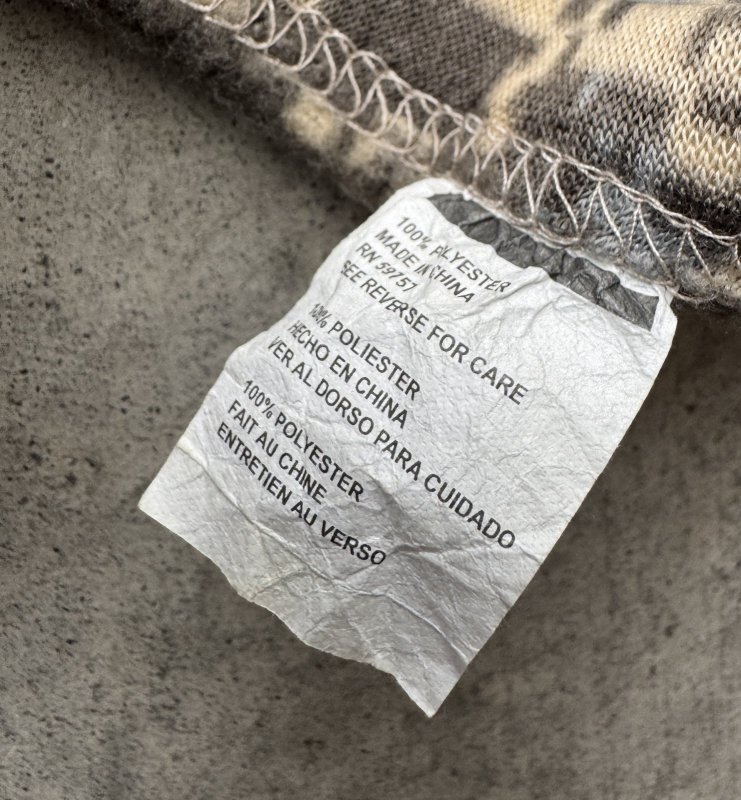 100% POLYESTER
MADE IN CHINA
RN 59757
SEE REVERSE FOR CARE
100% POLIESTER
HECHO EN CHINA
VER AL DORSO PARA CUIDADO
100% POLYESTER
FAIT AU CHINE
ENTRETIEN AU VERSO